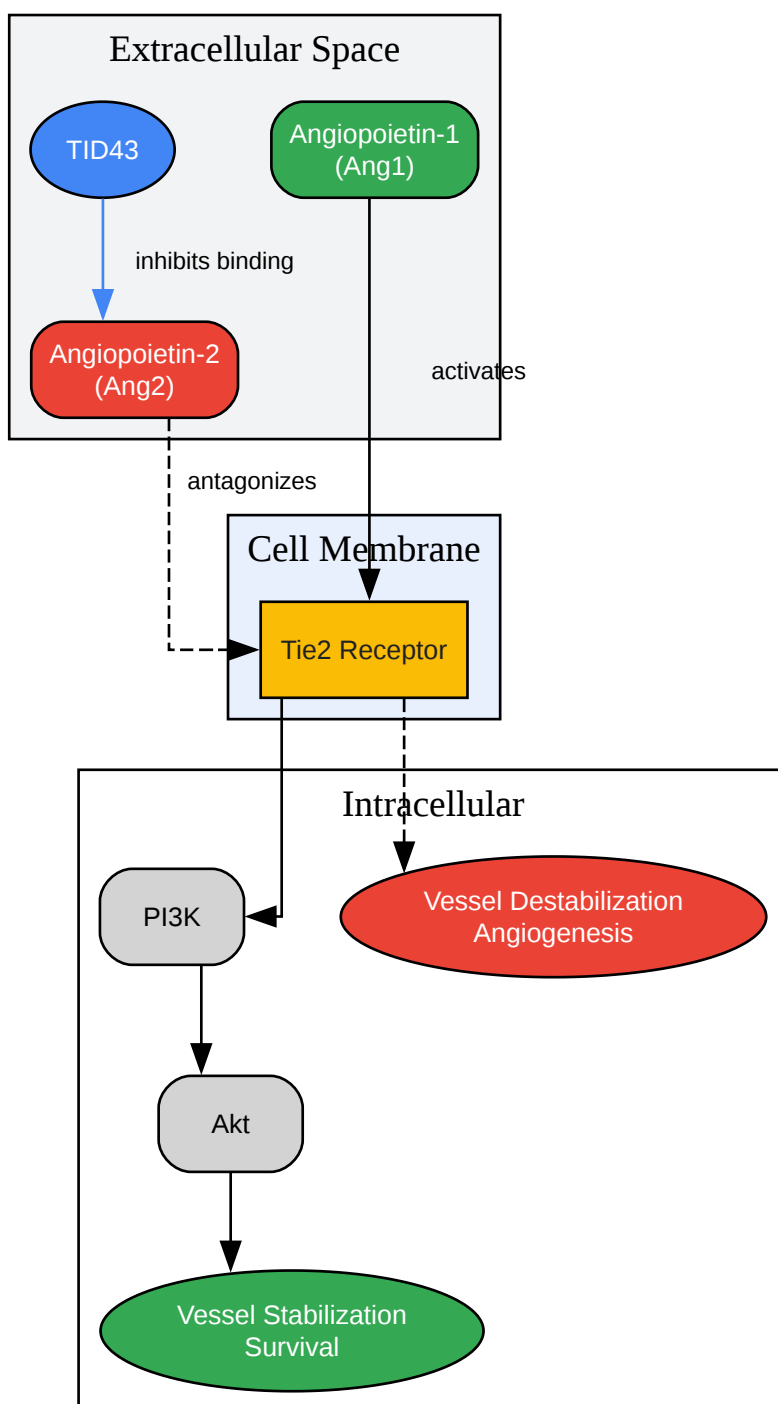 Extracellular Space
TID43
Angiopoietin-1
(Ang1)
inhibits binding
Angiopoietin-2
(Ang2)
activates
antagonizes
Cell Membrane
Tie2 Receptor
Intracellular
PI3K
Vessel Destabilization
Angiogenesis
Akt
Vessel Stabilization
Survival